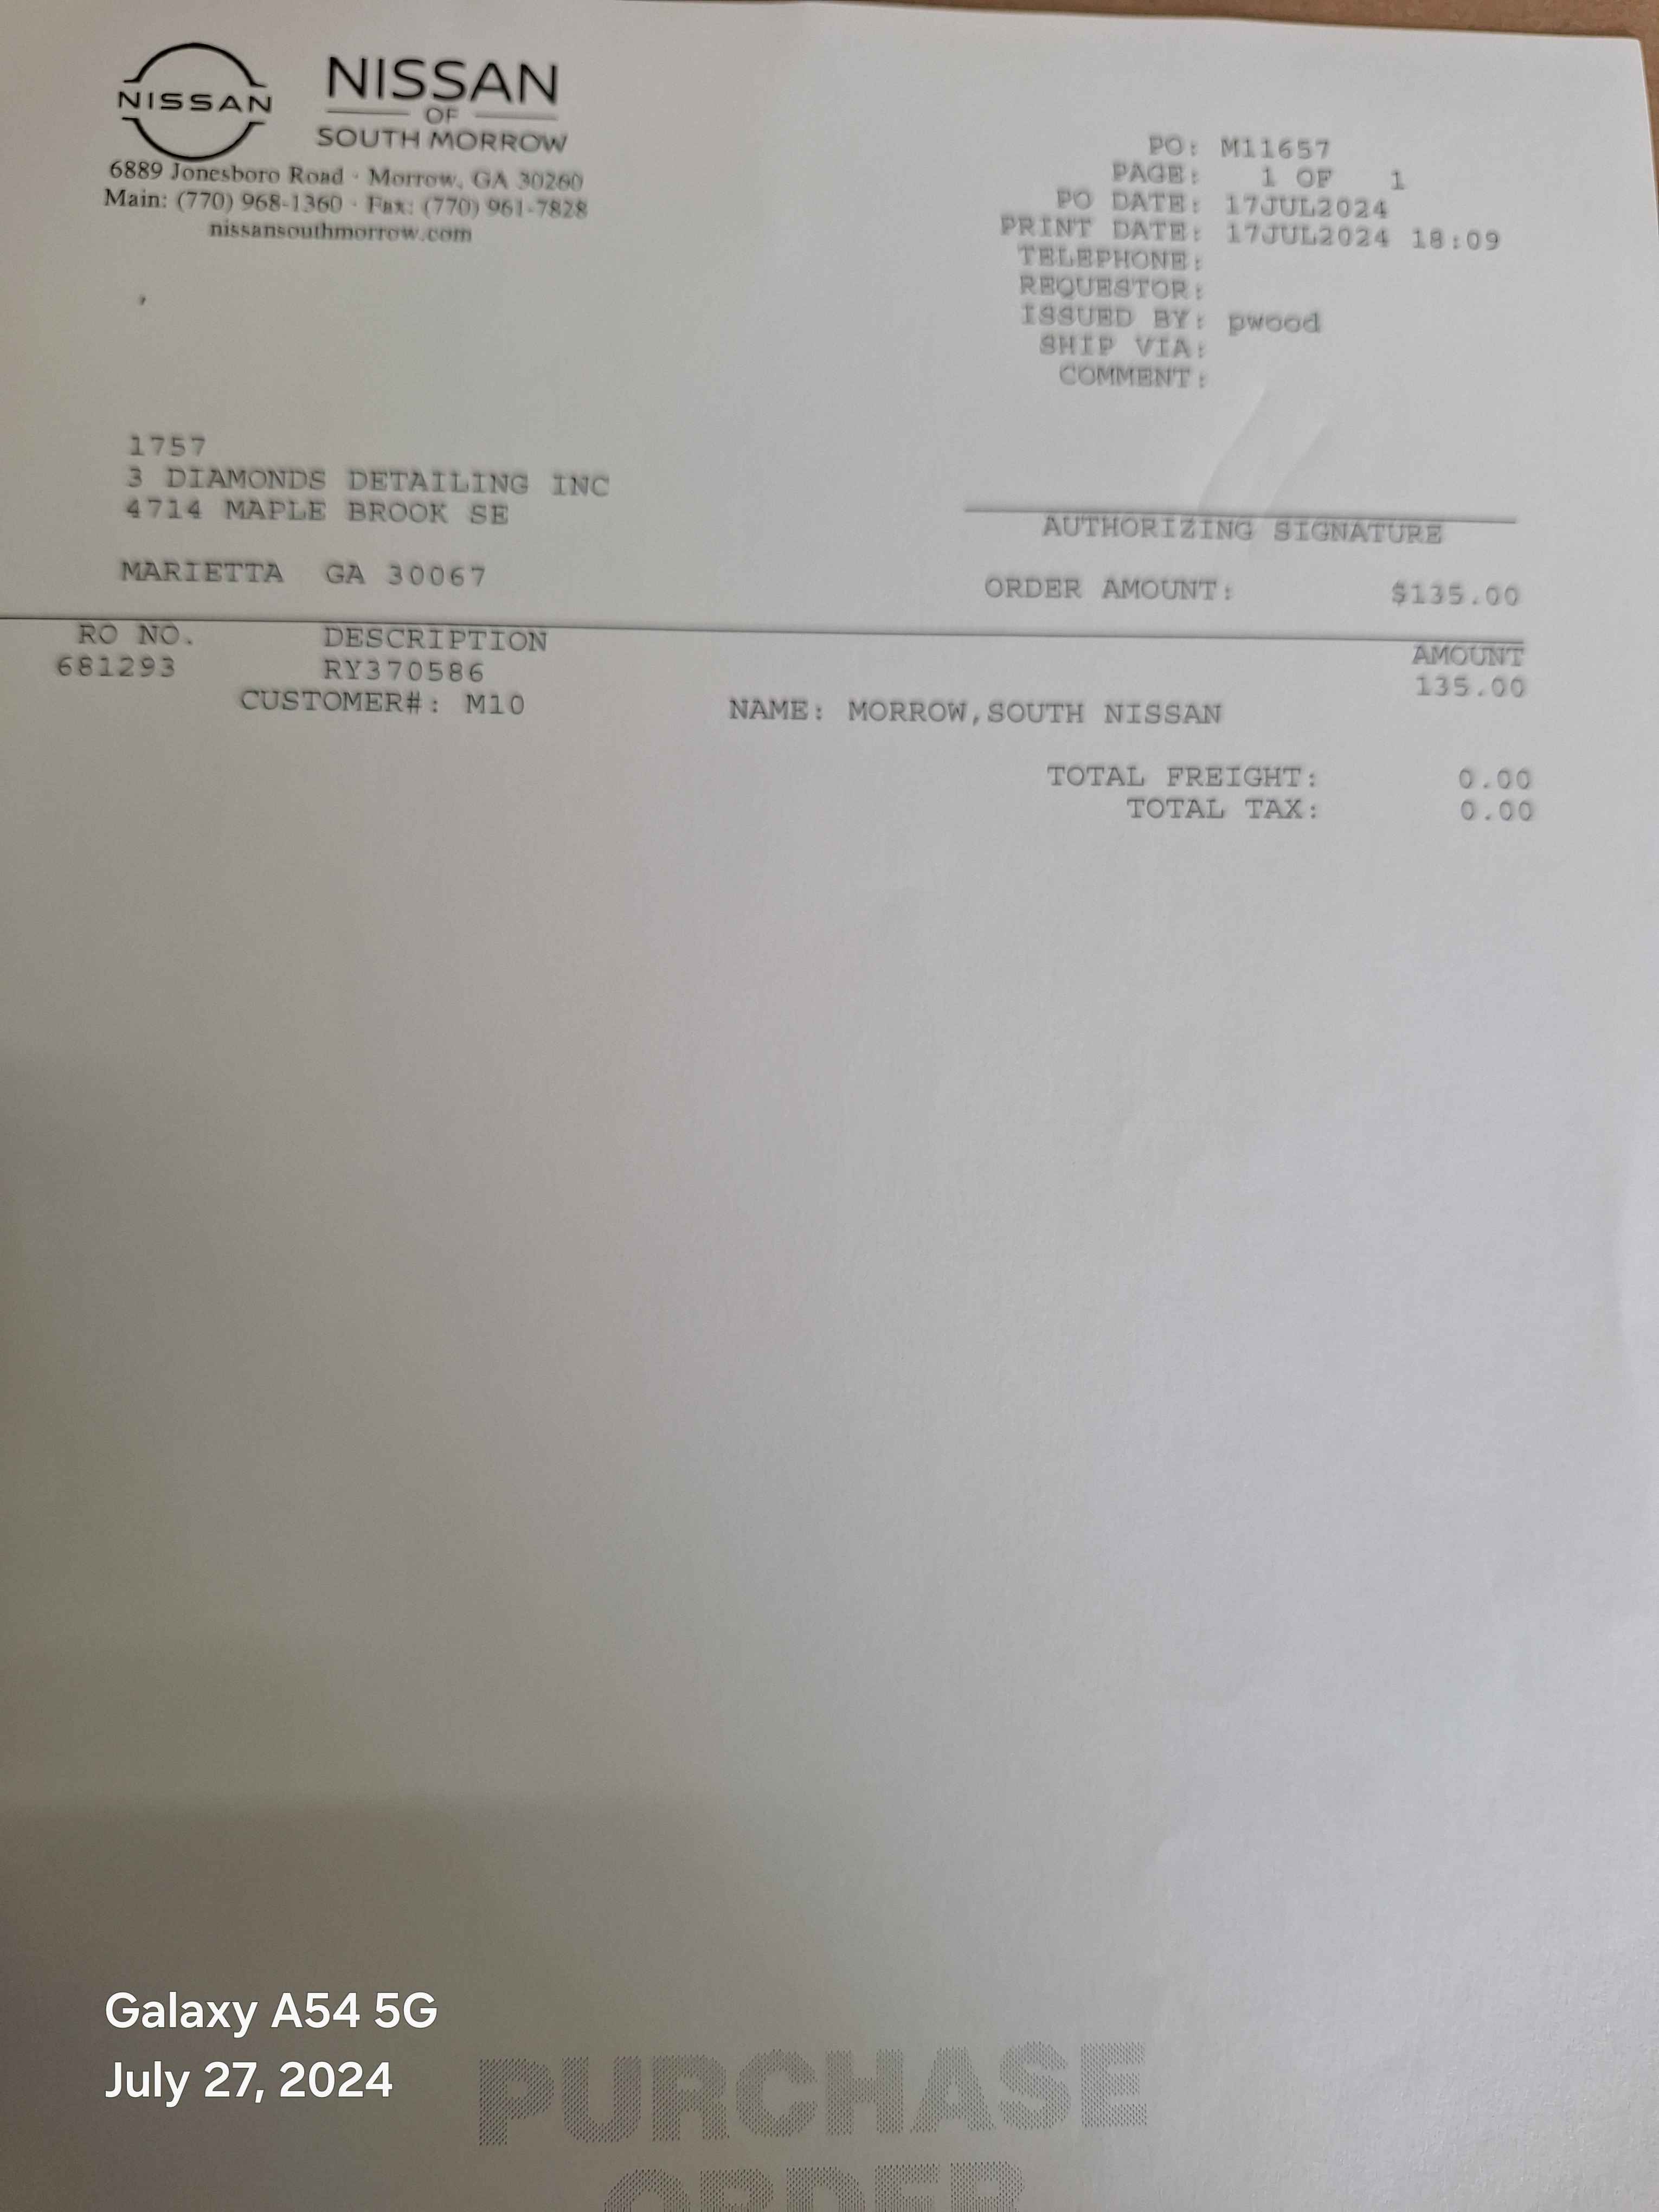 NISSAN
NISSAN
OF
SOUTH MORROW
6889 Jonesboro Road · Morrow, GA 30260
Main: (770) 968-1360 · Fax: (770) 961-7828
nissansouthmorrow.com
PO: M11657
PAGE: 1 OF 1
PO DATE: 17JUL2024
PRINT DATE: 17JUL2024 18:09
TELEPHONE:
REQUESTOR:
ISSUED BY: pwood
SHIP VIA:
COMMENT:
1757
3 DIAMONDS DETAILING INC
4714 MAPLE BROOK SE
MARIETTA GA 30067
AUTHORIZING SIGNATURE
ORDER AMOUNT: $135.00
RO NO. DESCRIPTION AMOUNT
681293 RY370586 135.00
CUSTOMER#: M10 NAME: MORROW,SOUTH NISSAN
TOTAL FREIGHT: 0.00
TOTAL TAX: 0.00
Galaxy A54 5G
July 27, 2024
PURCHASE
ORDER